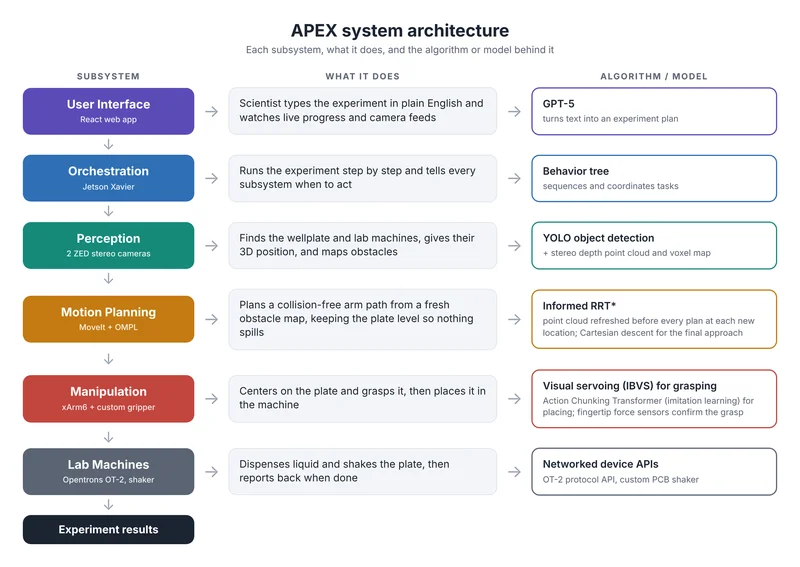 APEX system architecture
Each subsystem, what it does, and the algorithm or model behind it
SUBSYSTEM
WHAT IT DOES
ALGORITHM / MODEL
User Interface
React web app
Scientist types the experiment in plain English and
watches live progress and camera feeds
GPT-5
turns text into an experiment plan
Orchestration
Jetson Xavier
Runs the experiment step by step and tells every
subsystem when to act
Behavior tree
sequences and coordinates tasks
Perception
2 ZED stereo cameras
Finds the wellplate and lab machines, gives their
3D position, and maps obstacles
YOLO object detection
+ stereo depth point cloud and voxel map
Motion Planning
MoveIt + OMPL
Plans a collision-free arm path from a fresh
obstacle map, keeping the plate level so nothing
spills
Informed RRT*
point cloud refreshed before every plan at each new
location; Cartesian descent for the final approach
Manipulation
xArm6 + custom gripper
Centers on the plate and grasps it, then places it in
the machine
Visual servoing (IBVS) for grasping
Action Chunking Transformer (imitation learning) for
placing; fingertip force sensors confirm the grasp
Lab Machines
Opentrons OT-2, shaker
Dispenses liquid and shakes the plate, then
reports back when done
Networked device APIs
OT-2 protocol API, custom PCB shaker
Experiment results